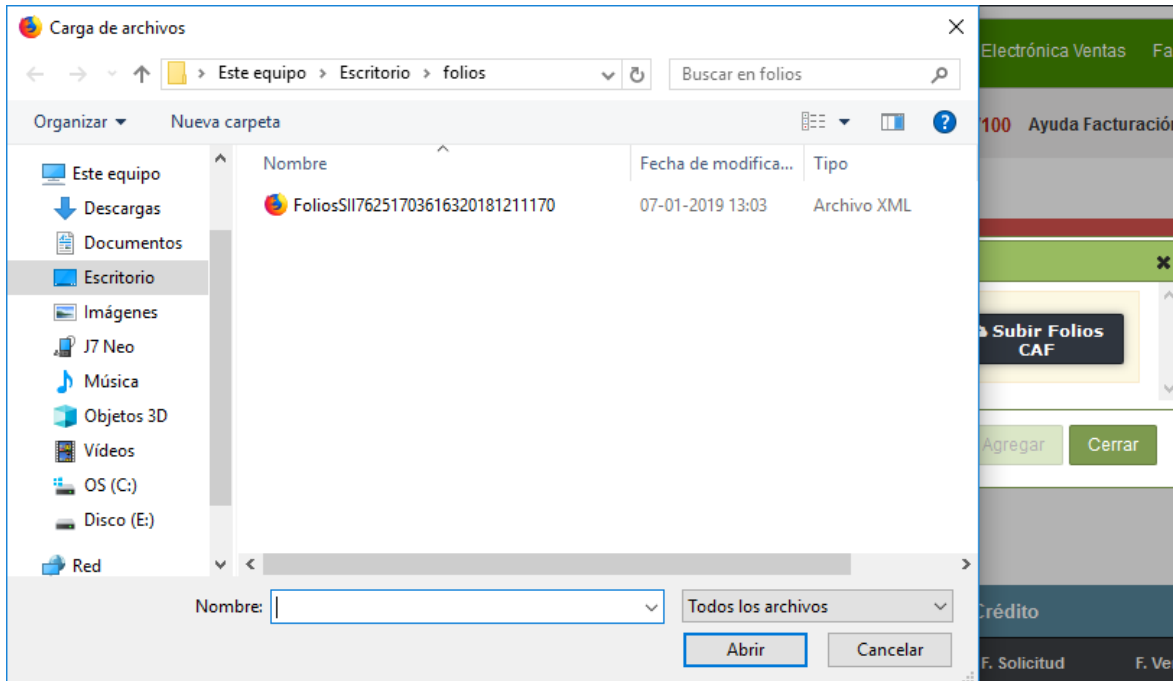 Carga de archivos
Este equipo › Escritorio › folios
Buscar en folios
Organizar
Nueva carpeta
Este equipo
Descargas
Documentos
Escritorio
Imágenes
J7 Neo
Música
Objetos 3D
Vídeos
OS (C:)
Disco (E:)
Red
Nombre
Fecha de modifica...
Tipo
FoliosSII76251703616320181211170
07-01-2019 13:03
Archivo XML
Nombre:
Todos los archivos
Abrir
Cancelar
Electrónica Ventas
Fa
'100
Ayuda Facturación
Subir Folios
CAF
Agregar
Cerrar
Crédito
F. Solicitud
F. Ve